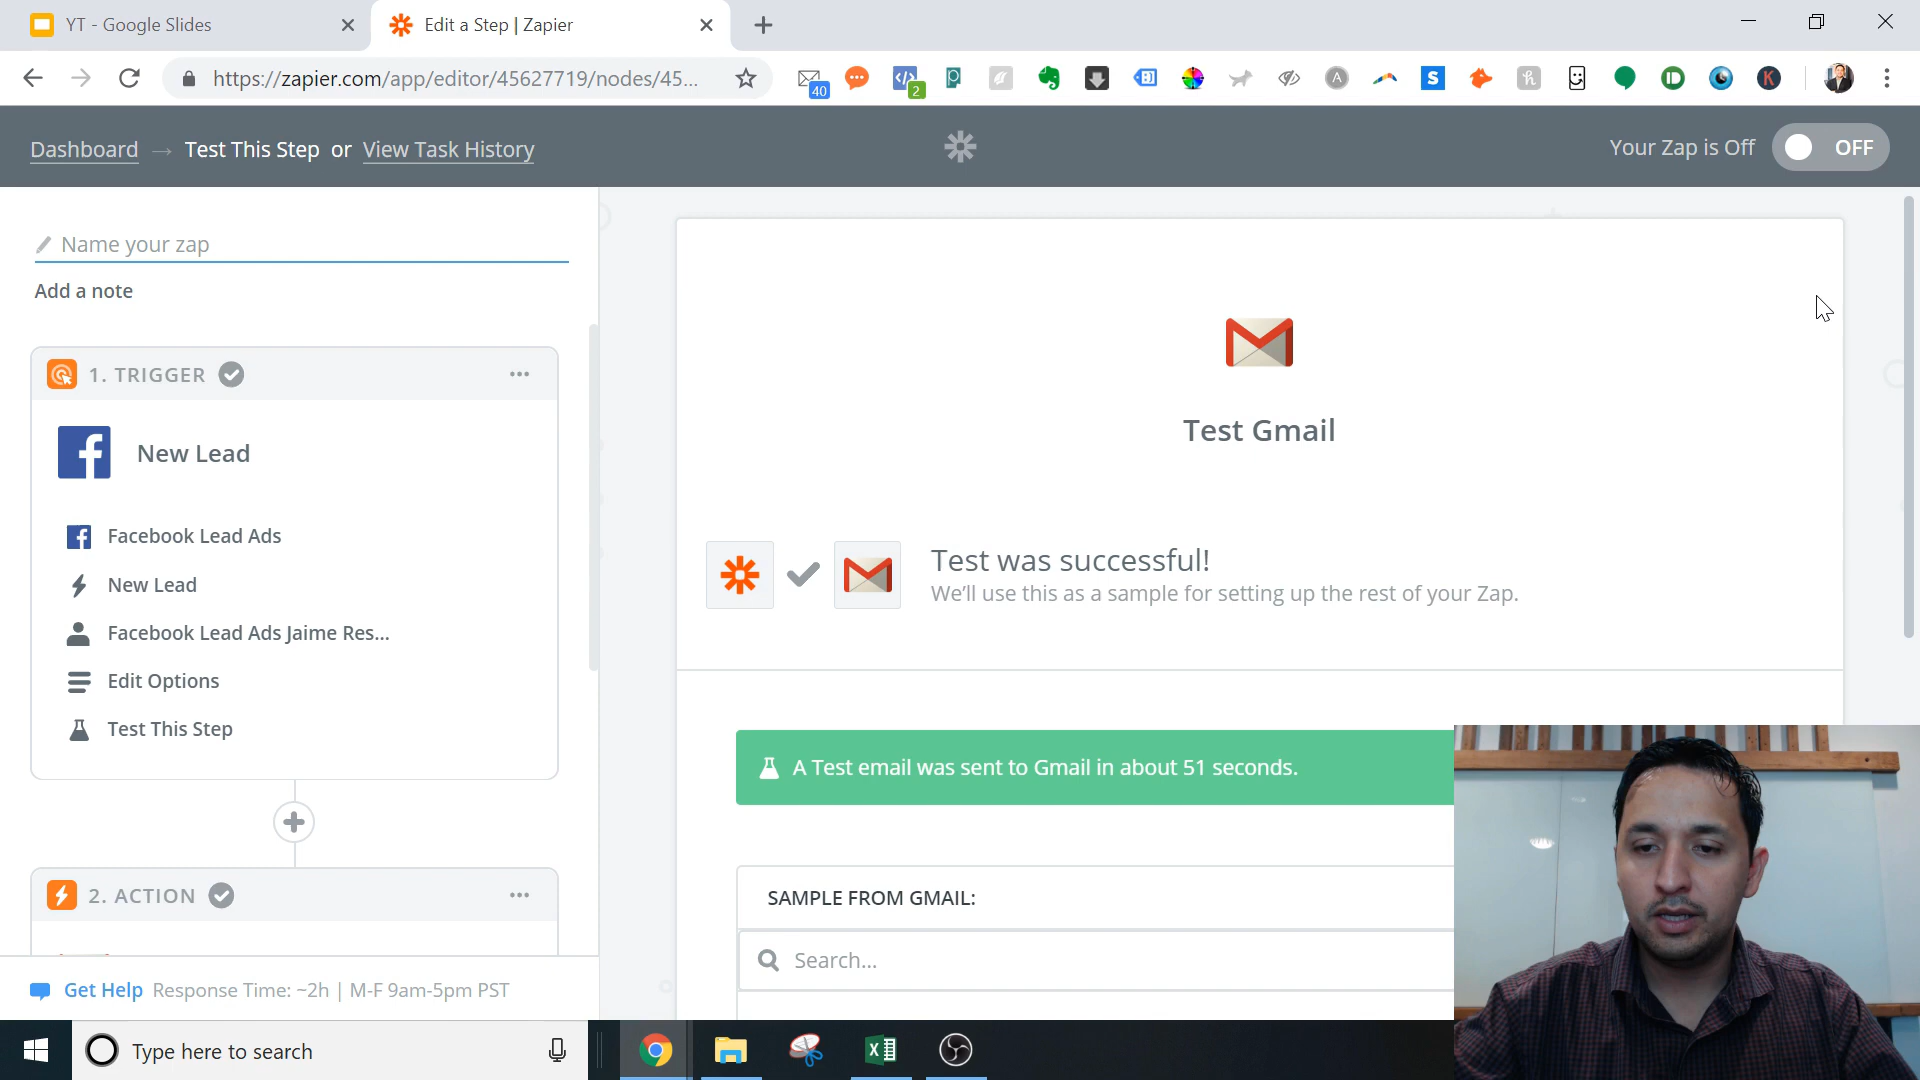 YT - Google Slides
Edit a Step | Zapier
https://zapier.com/app/editor/45627719/nodes/45...
40
2
Dashboard → Test This Step or View Task History
Your Zap is Off
OFF
Name your zap
Add a note
1. TRIGGER
New Lead
Facebook Lead Ads
New Lead
Facebook Lead Ads Jaime Res...
Edit Options
Test This Step
2. ACTION
Get Help Response Time: ~2h | M-F 9am-5pm PST
Test Gmail
Test was successful!
We'll use this as a sample for setting up the rest of your Zap.
A Test email was sent to Gmail in about 51 seconds.
SAMPLE FROM GMAIL:
Search...
Type here to search